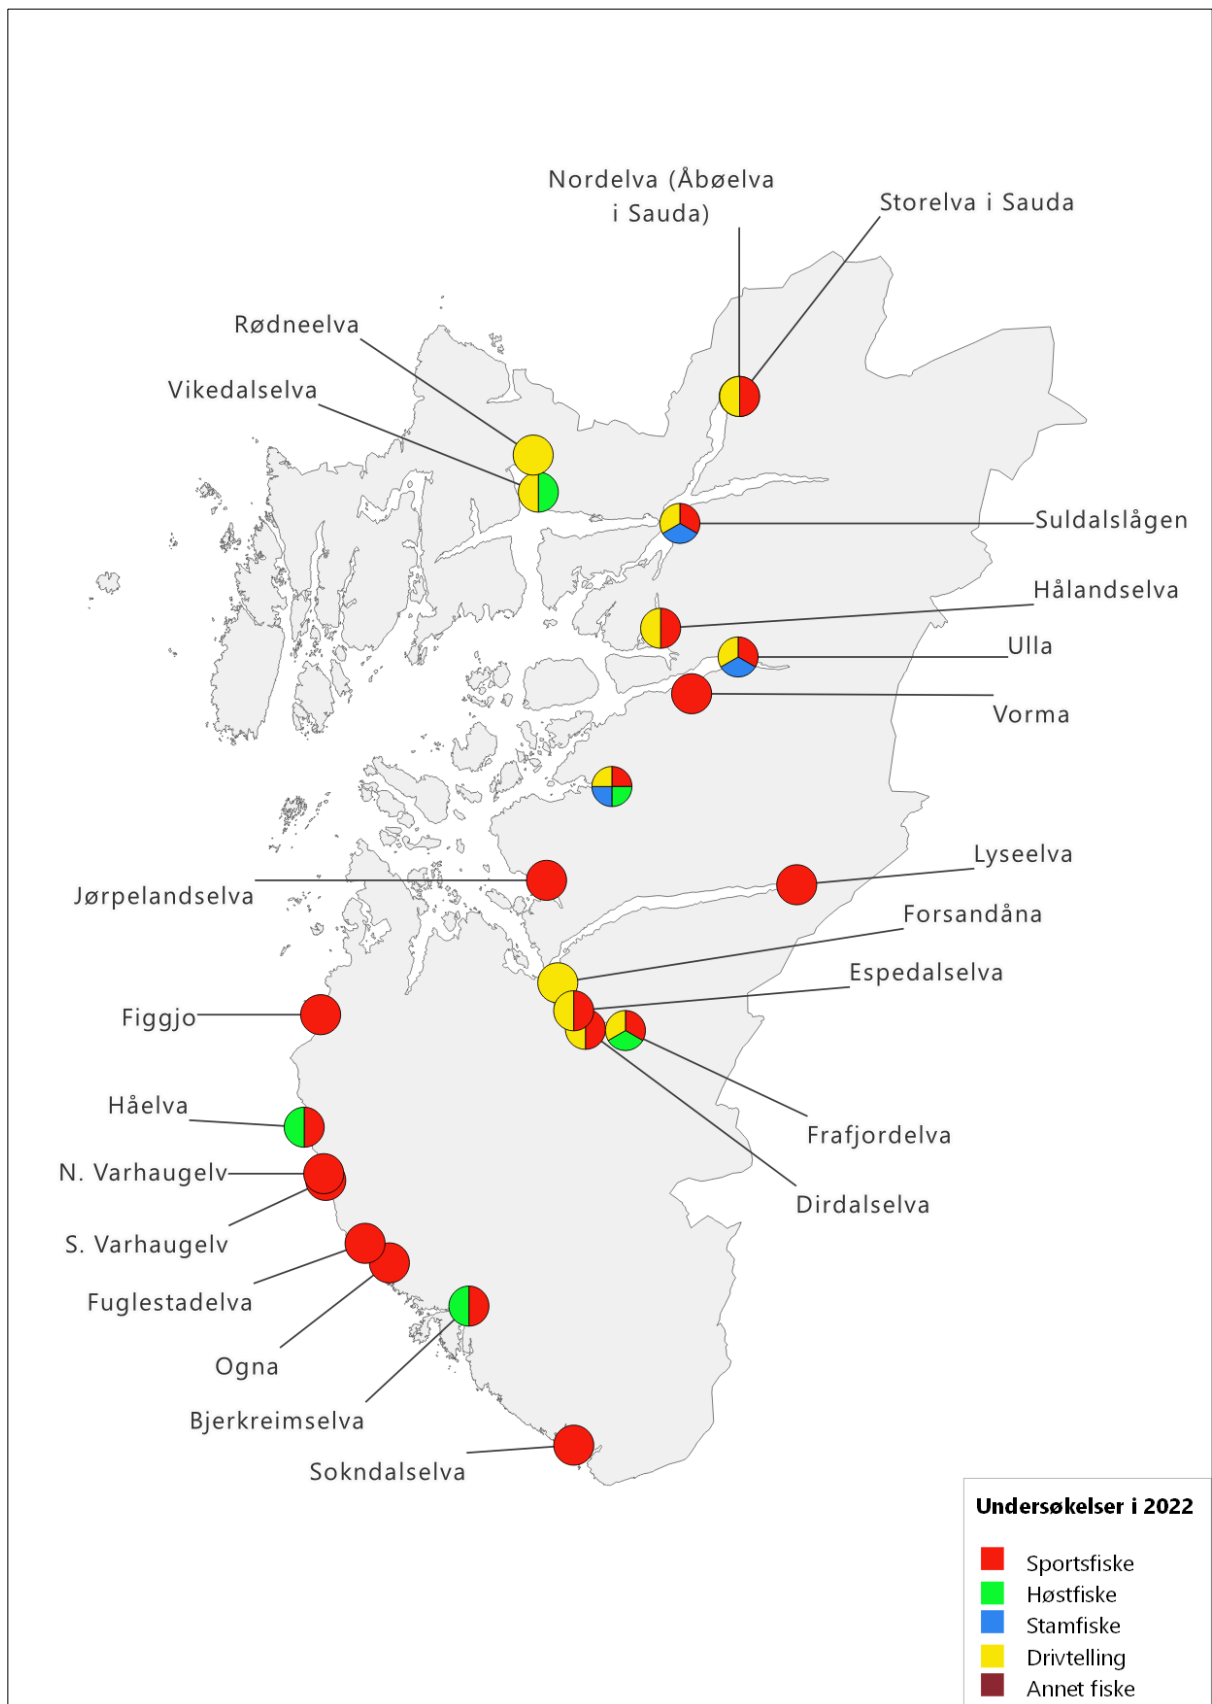 Nordelva (Åbøelva
i Sauda)
Storelva i Sauda
Rødneelva
Vikedalselva
Suldalslågen
Hålandselva
Ulla
Vorma
Lyseelva
Jørpelandselva
Forsandåna
Espedalselva
Figgjo
Håelva
Frafjordelva
N. Varhaugelv
Dirdalselva
S. Varhaugelv
Fuglestadelva
Ogna
Bjerkreimselva
Sokndalselva
Undersøkelser i 2022
Sportsfiske
Høstfiske
Stamfiske
Drivtelling
Annet fiske